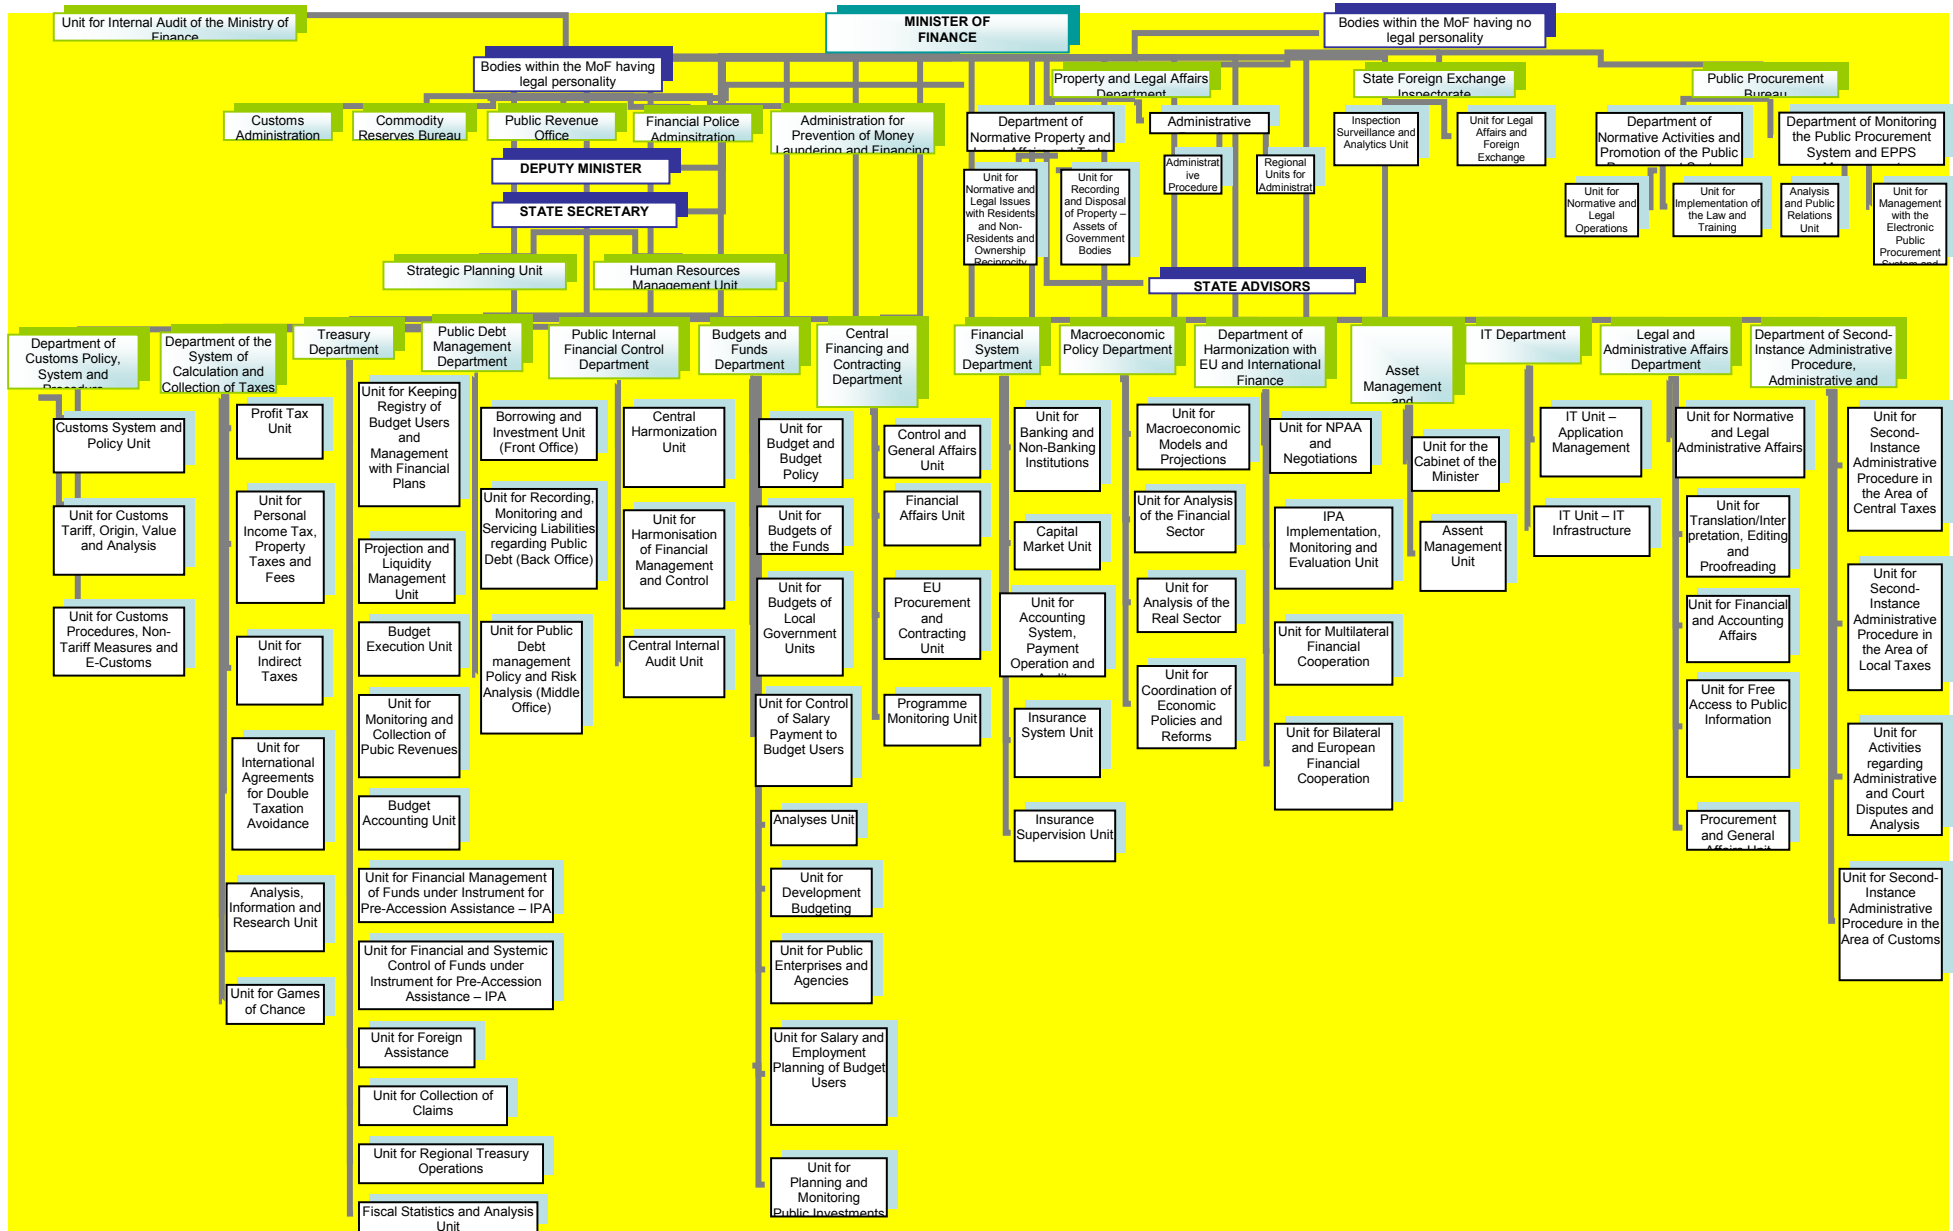 Unit for Internal Audit of the Ministry of
Finance
MINISTER OF
FINANCE
Bodies within the MoF having no
legal personality
Bodies within the MoF having
legal personality
Property and Legal Affairs
Department
State Foreign Exchange
Inspectorate
Public Procurement
Bureau
Customs
Administration
Commodity
Reserves Bureau
Public Revenue
Office
Financial Police
Adminsitration
Administration for
Prevention of Money
Laundering and Financing
Department of
Normative Property and
Legal Affairs and
Administrative
Inspection
Surveillance and
Analytics Unit
Unit for Legal
Affairs and
Foreign
Exchange
Department of
Normative Activities and
Promotion of the Public
Department of Monitoring
the Public Procurement
System and EPPS
DEPUTY MINISTER
STATE SECRETARY
Unit for
Normative and
Legal Issues
with Residents
and Non-
Residents and
Ownership
Reciprocity
Unit for
Recording
and Disposal
of Property –
Assets of
Government
Bodies
Administrat
ive
Procedure
Regional
Units for
Administrat
Unit for
Normative and
Legal
Operations
Unit for
Implementation
of the Law and
Training
Analysis
and Public
Relations
Unit
Unit for
Management
with the
Electronic
Public
Procurement
System and
Strategic Planning Unit
Human Resources
Management Unit
STATE ADVISORS
Department of
Customs Policy,
System and
Procedure
Department of the
System of
Calculation and
Collection of Taxes
Treasury
Department
Public Debt
Management
Department
Public Internal
Financial Control
Department
Budgets and
Funds
Department
Central
Financing and
Contracting
Department
Financial
System
Department
Macroeconomic
Policy Department
Department of
Harmonization with
EU and International
Finance
Asset
Management
and
IT Department
Legal and
Administrative Affairs
Department
Department of Second-
Instance Administrative
Procedure,
Administrative and
Customs System and
Policy Unit
Unit for Customs
Tariff, Origin, Value
and Analysis
Unit for Customs
Procedures, Non-
Tariff Measures and
E-Customs
Profit Tax
Unit
Unit for
Personal
Income Tax,
Property
Taxes and
Fees
Unit for
Indirect
Taxes
Unit for
International
Agreements
for Double
Taxation
Avoidance
Analysis,
Information and
Research Unit
Unit for Games
of Chance
Unit for Keeping
Registry of
Budget Users
and
Management
with Financial
Plans
Projection and
Liquidity
Management
Unit
Budget
Execution Unit
Unit for
Monitoring and
Collection of
Pubic Revenues
Budget
Accounting Unit
Unit for Financial Management
of Funds under Instrument for
Pre-Accession Assistance – IPA
Unit for Financial and Systemic
Control of Funds under
Instrument for Pre-Accession
Assistance – IPA
Unit for Foreign
Assistance
Unit for Collection of
Claims
Unit for Regional Treasury
Operations
Fiscal Statistics and Analysis
Unit
Borrowing and
Investment Unit
(Front Office)
Unit for Recording,
Monitoring and
Servicing Liabilities
regarding Public
Debt (Back Office)
Unit for Public
Debt
management
Policy and Risk
Analysis (Middle
Office)
Central
Harmonization
Unit
Unit for
Harmonisation
of Financial
Management
and Control
Central Internal
Audit Unit
Unit for
Budget and
Budget
Policy
Unit for
Budgets of
the Funds
Unit for
Budgets of
Local
Government
Units
Unit for Control
of Salary
Payment to
Budget Users
Analyses Unit
Unit for
Development
Budgeting
Unit for Public
Enterprises and
Agencies
Unit for Salary and
Employment
Planning of Budget
Users
Unit for
Planning and
Monitoring
Public Investments
Control and
General Affairs
Unit
Financial
Affairs Unit
EU
Procurement
and
Contracting
Unit
Programme
Monitoring Unit
Unit for
Banking and
Non-Banking
Institutions
Capital
Market Unit
Unit for
Accounting
System,
Payment
Operation and
Audit
Insurance
System Unit
Insurance
Supervision Unit
Unit for
Macroeconomic
Models and
Projections
Unit for Analysis
of the Financial
Sector
Unit for
Analysis of the
Real Sector
Unit for
Coordination of
Economic
Policies and
Reforms
Unit for NPAA
and
Negotiations
IPA
Implementation,
Monitoring and
Evaluation Unit
Unit for Multilateral
Financial
Cooperation
Unit for Bilateral
and European
Financial
Cooperation
Unit for the
Cabinet of the
Minister
Assent
Management
Unit
IT Unit –
Application
Management
IT Unit – IT
Infrastructure
Unit for Normative
and Legal
Administrative Affairs
Unit for
Translation/Inter
pretation, Editing
and
Proofreading
Unit for Financial
and Accounting
Affairs
Unit for Free
Access to Public
Information
Procurement
and General
Affairs Unit
Unit for
Second-
Instance
Administrative
Procedure in
the Area of
Central Taxes
Unit for
Second-
Instance
Administrative
Procedure in
the Area of
Local Taxes
Unit for
Activities
regarding
Administrative
and Court
Disputes and
Analysis
Unit for Second-
Instance
Administrative
Procedure in the
Area of Customs